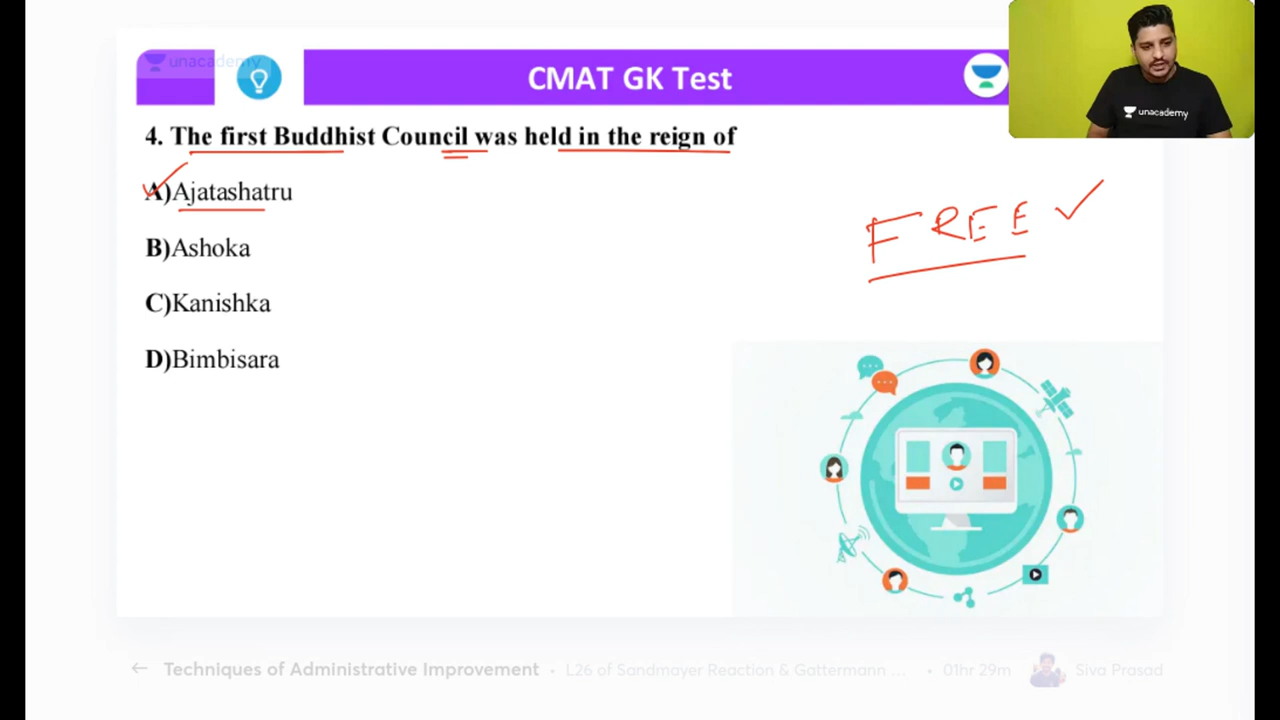 unacademy
CMAT GK Test
unacademy
4. The first Buddhist Council was held in the reign of
A)Ajatashatru
FREE
B)Ashoka
C)Kanishka
D)Bimbisara
Techniques of Administrative Improvement • L26 of Sandmayer Reaction & Gattermann ... • 01hr 29m Siva Prasad